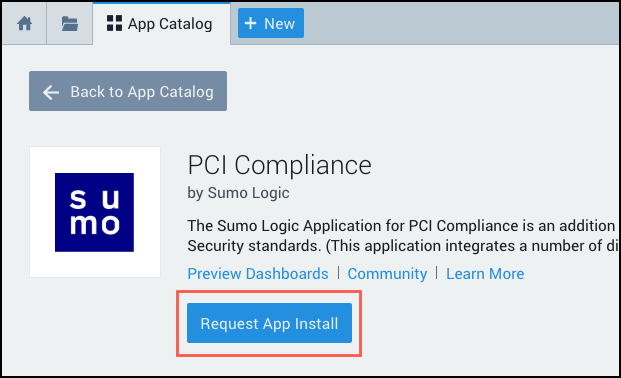 App Catalog
+ New
Back to App Catalog
su
mo
PCI Compliance
by Sumo Logic
The Sumo Logic Application for PCI Compliance is an addition
Security standards. (This application integrates a number of di
Preview Dashboards | Community | Learn More
Request App Install